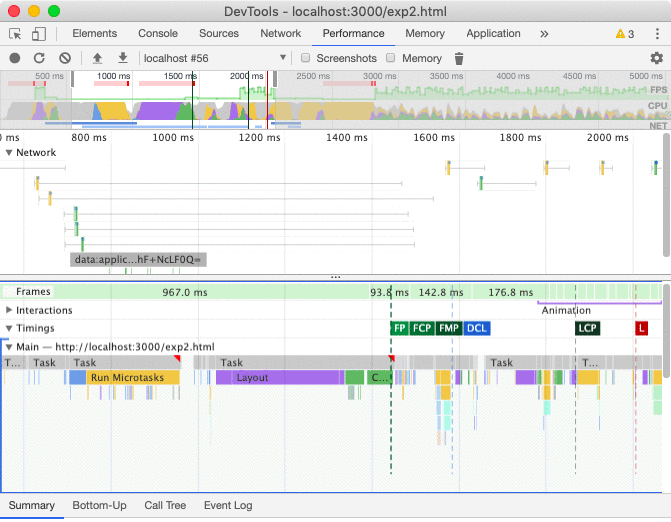 DevTools - localhost:3000/exp2.html
Elements Console Sources Network Performance Memory Application » 3
localhost #56 Screenshots Memory
500 ms 1000 ms 1500 ms 2000 ms 2500 ms 3000 ms 3500 ms 4000 ms 4500 ms 5000 ms
FPS
CPU
NET
0 ms 800 ms 1000 ms 1200 ms 1400 ms 1600 ms 1800 ms 2000 ms
Network
data:applic…hF+NcLF0Q=
Frames 967.0 ms 93.8 ms 142.8 ms 176.8 ms
Interactions Animation
Timings FP FCP FMP DCL LCP L
Main — http://localhost:3000/exp2.html
T… Task Task Task Task T…
Run Microtasks Layout C…
Summary Bottom-Up Call Tree Event Log